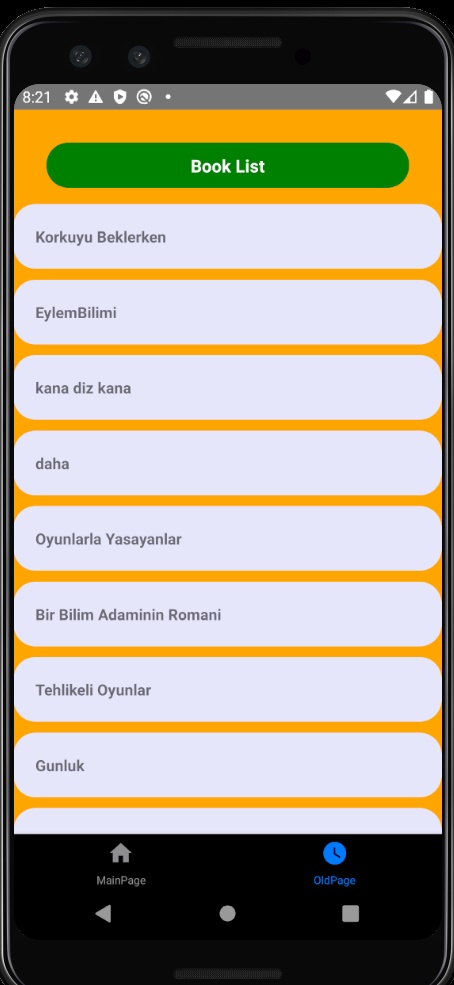 8:21
Book List
Korkuyu Beklerken
EylemBilimi
kana diz kana
daha
Oyunlarla Yasayanlar
Bir Bilim Adaminin Romani
Tehlikeli Oyunlar
Gunluk
MainPage
OldPage